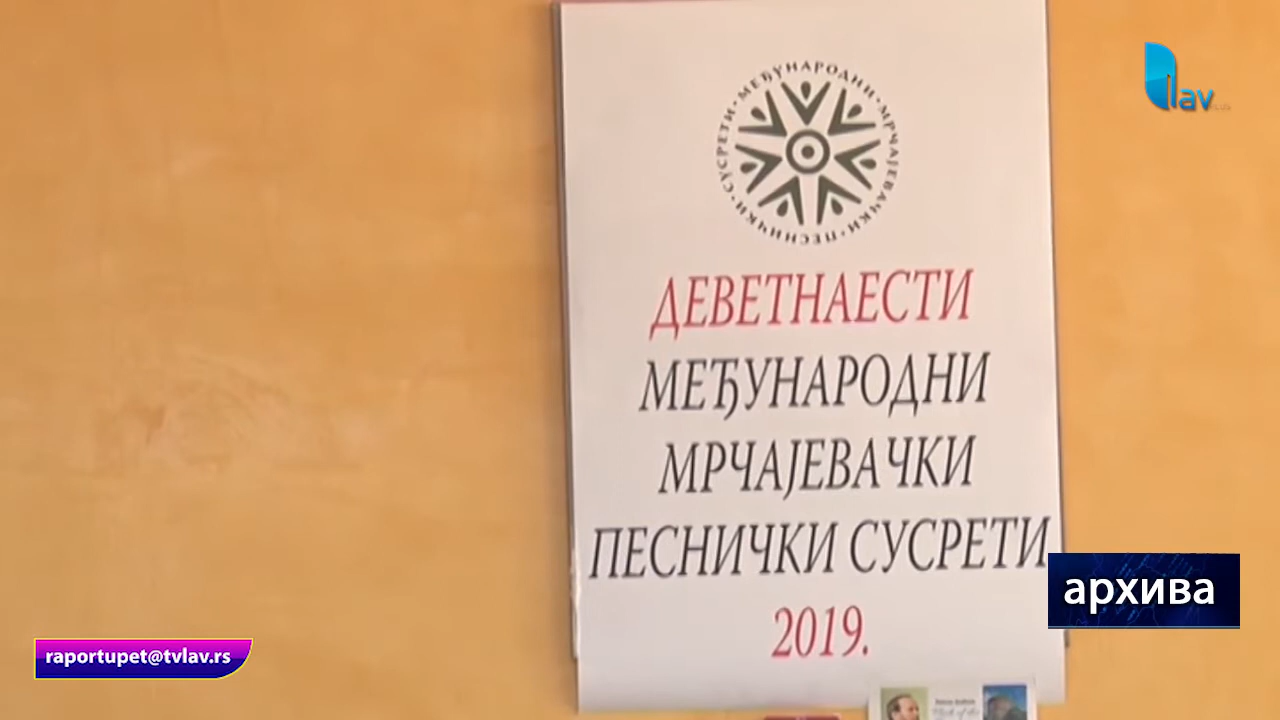 lav
МЕЂУНАРОДНИ · МРЧАЈЕВАЧКИ · ПЕСНИЧКИ · СУСРЕТИ ·
ДЕВЕТНАЕСТИ
МЕЂУНАРОДНИ
МРЧАЈЕВАЧКИ
ПЕСНИЧКИ СУСРЕТИ
2019.
архива
raportupet@tvlav.rs